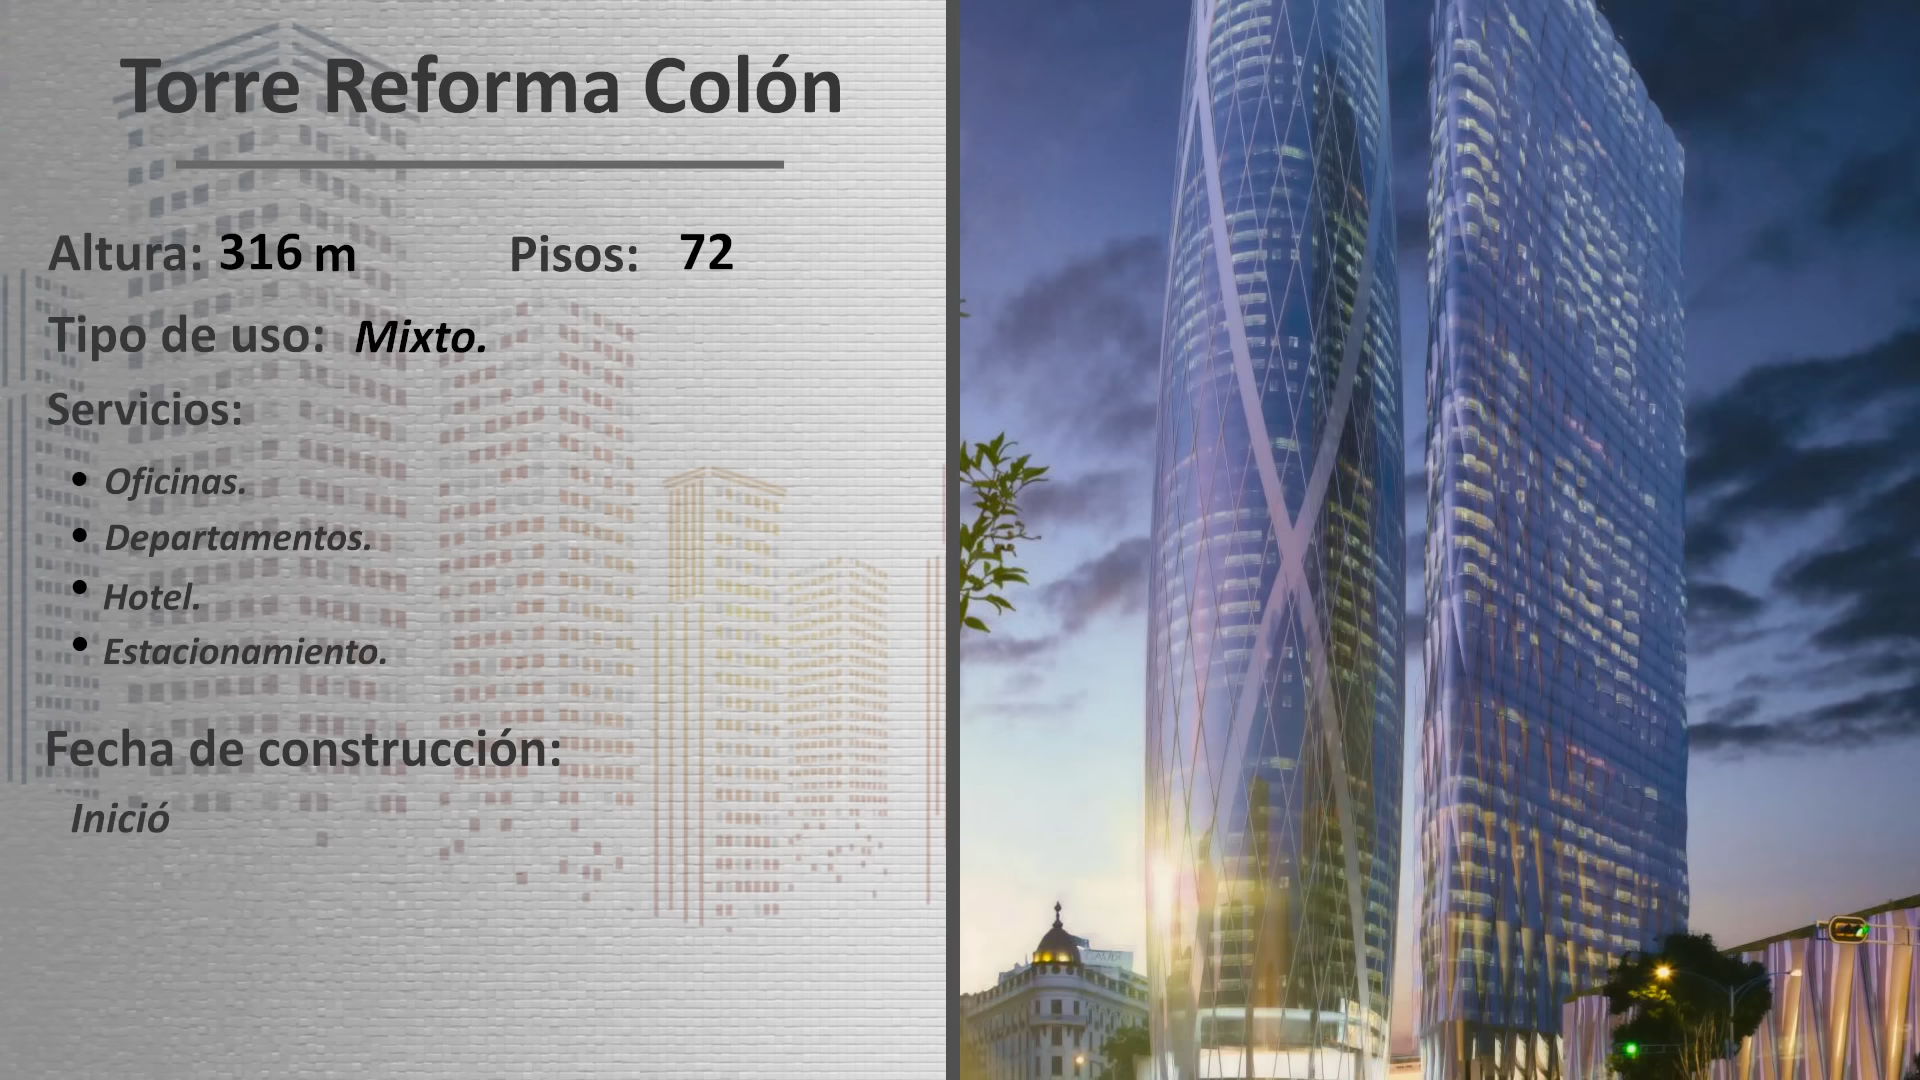 Torre Reforma Colón
Altura: 316 m Pisos: 72
Tipo de uso: Mixto.
Servicios:
• Oficinas.
• Departamentos.
• Hotel.
• Estacionamiento.
Fecha de construcción:
Inició